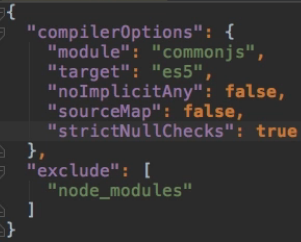 {
"compilerOptions": {
"module": "commonjs",
"target": "es5",
"noImplicitAny": false,
"sourceMap": false,
"strictNullChecks": true
},
"exclude": [
"node_modules"
]
}